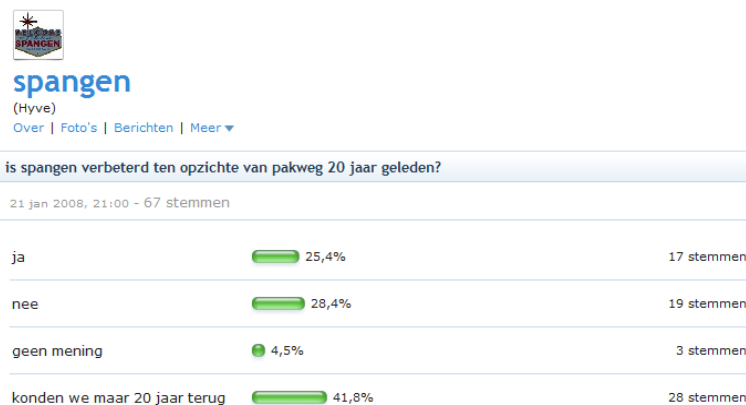 WELCOME
SPANGEN
spangen
(Hyve)
Over | Foto's | Berichten | Meer
is spangen verbeterd ten opzichte van pakweg 20 jaar geleden?
21 jan 2008, 21:00 - 67 stemmen
ja 25,4% 17 stemmen
nee 28,4% 19 stemmen
geen mening 4,5% 3 stemmen
konden we maar 20 jaar terug 41,8% 28 stemmen